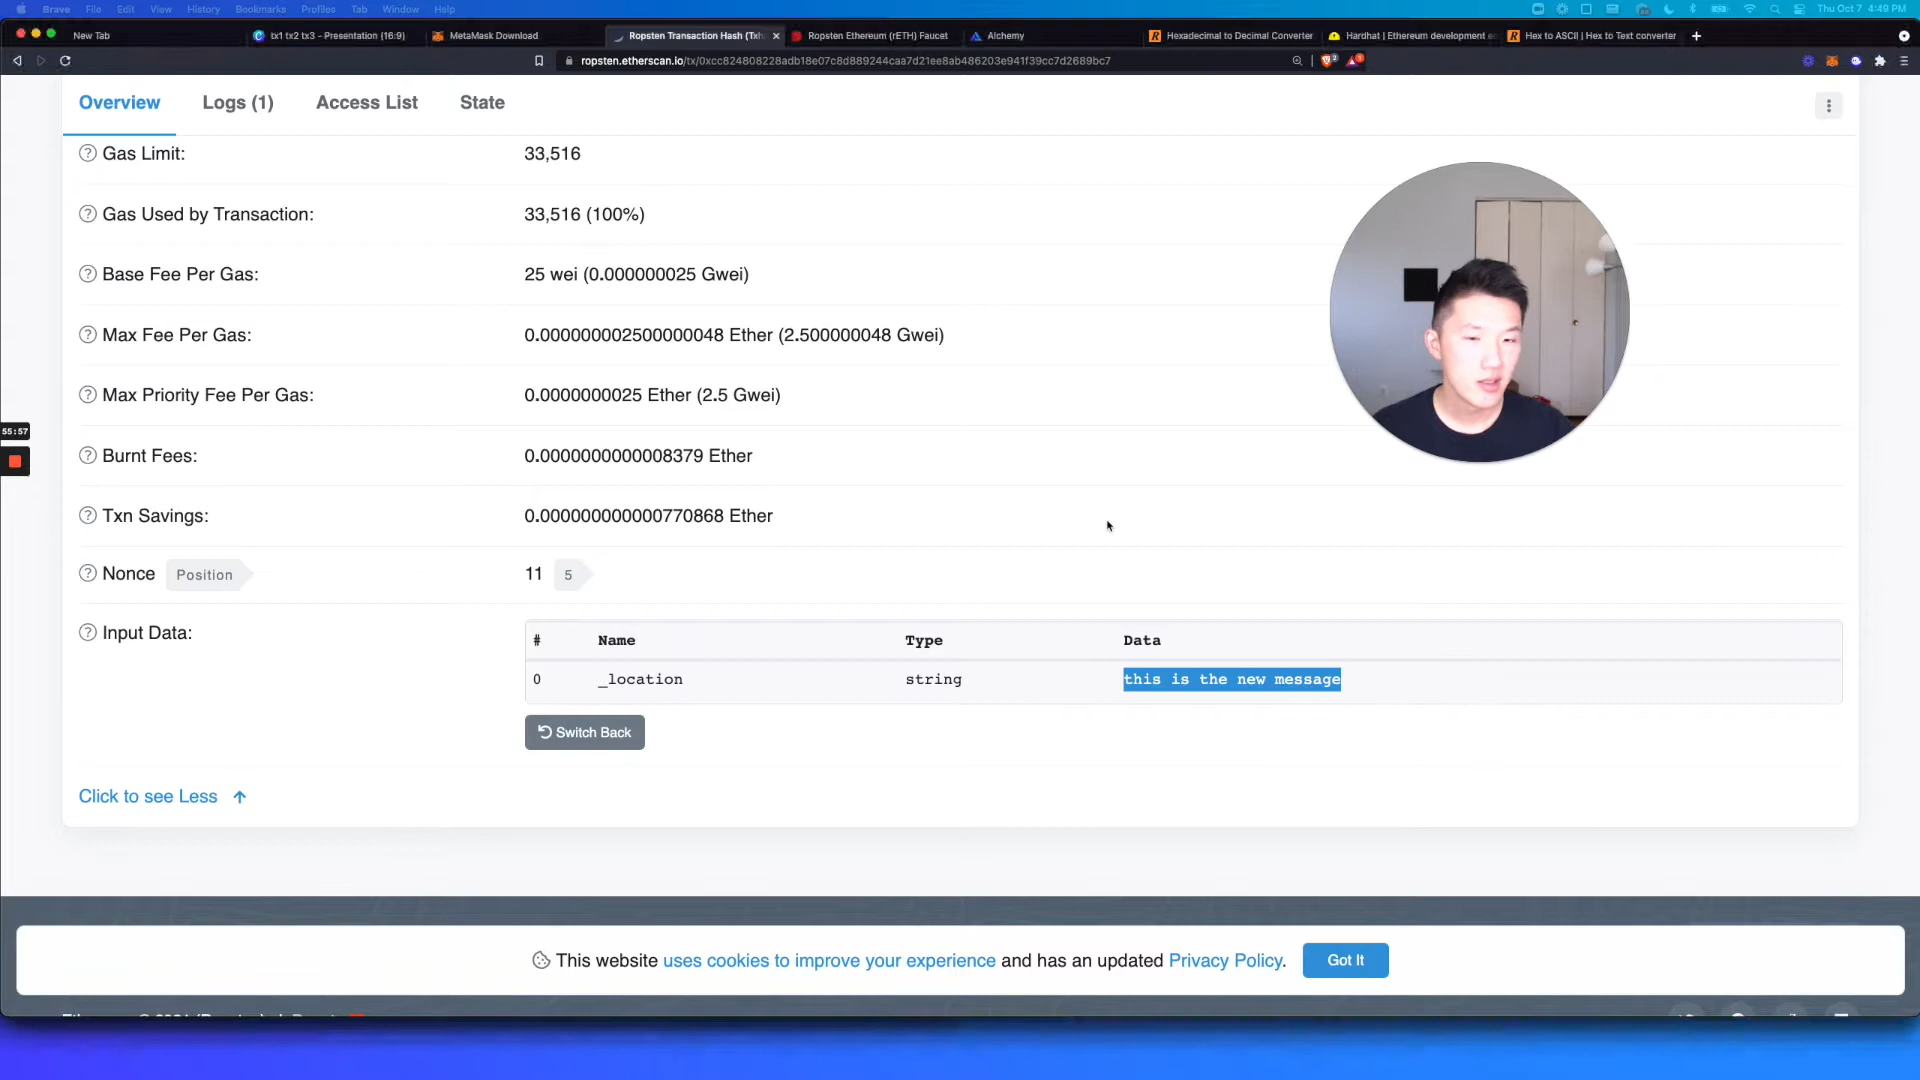 Brave File Edit View History Bookmarks Profiles Tab Window Help Thu Oct 7 4:49 PM
New Tab tx1 tx2 tx3 - Presentation (16:9) MetaMask Download Ropsten Transaction Hash (Txh Ropsten Ethereum (rETH) Faucet Alchemy Hexadecimal to Decimal Converter Hardhat | Ethereum development e Hex to ASCII | Hex to Text converter
ropsten.etherscan.io/tx/0xcc824808228adb18e07c8d889244caa7d21ee8ab486203e941f39cc7d2689bc7
Overview Logs (1) Access List State
Gas Limit: 33,516
Gas Used by Transaction: 33,516 (100%)
Base Fee Per Gas: 25 wei (0.000000025 Gwei)
Max Fee Per Gas: 0.000000002500000048 Ether (2.500000048 Gwei)
Max Priority Fee Per Gas: 0.0000000025 Ether (2.5 Gwei)
55:57
Burnt Fees: 0.0000000000008379 Ether
Txn Savings: 0.000000000000770868 Ether
Nonce Position 11 5
Input Data:
# Name Type Data
0 _location string this is the new message
Switch Back
Click to see Less
This website uses cookies to improve your experience and has an updated Privacy Policy. Got It